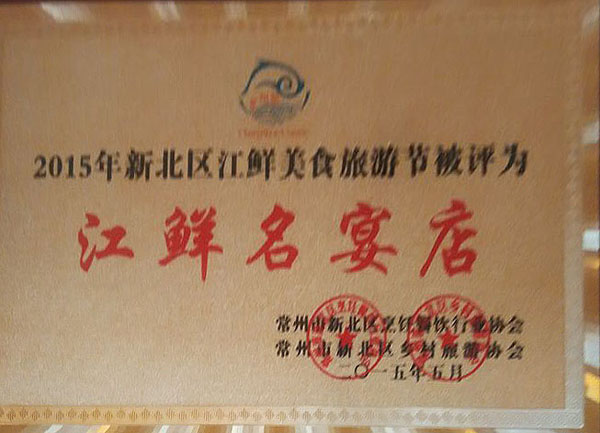 2015年新北区江鲜美食旅游节被评为
江鲜名宴店
常州市新北区烹饪餐饮行业协会
常州市新北区乡村旅游协会
二〇一五年五月